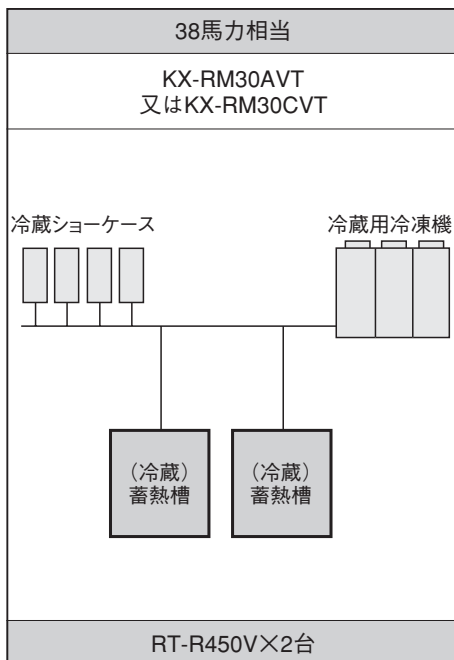 38馬力相当
KX-RM30AVT
又はKX-RM30CVT
冷蔵ショーケース
冷蔵用冷凍機
（冷蔵）
蓄熱槽
（冷蔵）
蓄熱槽
RT-R450V×2台